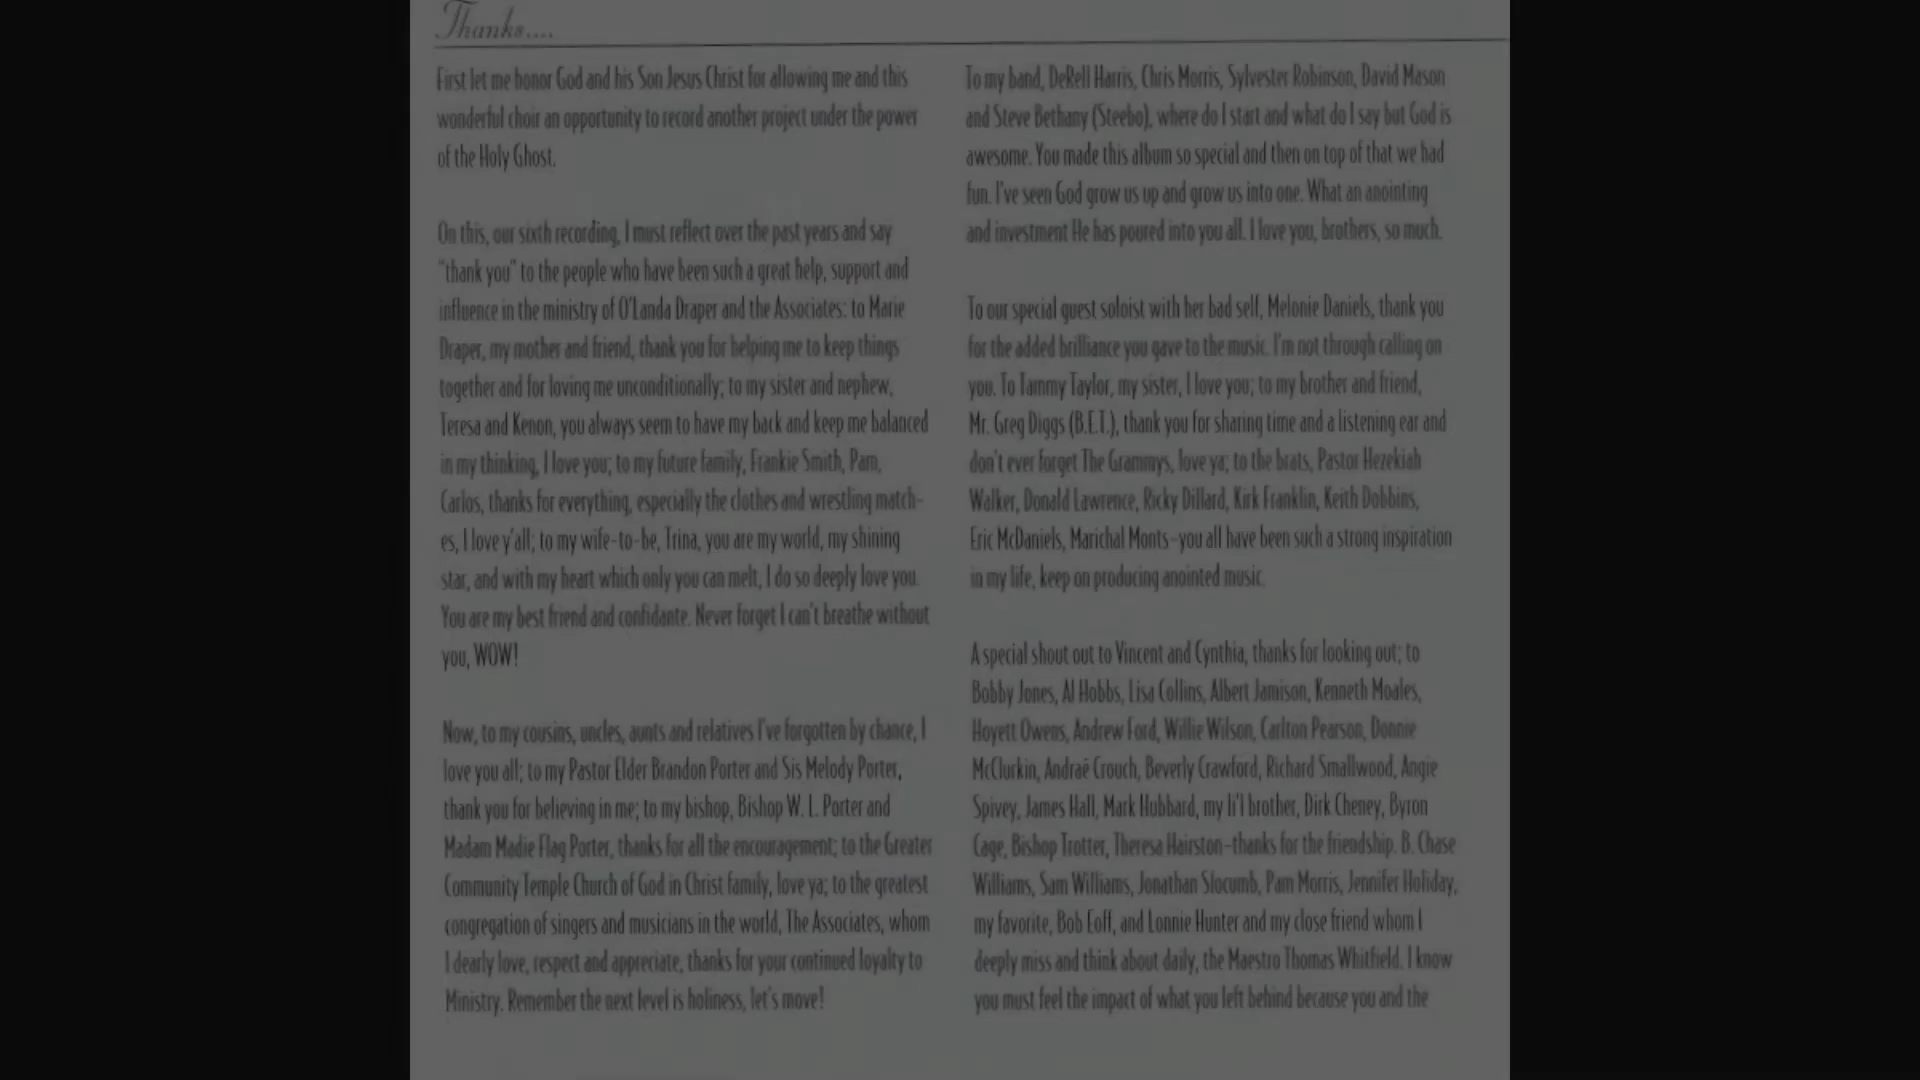 Thanks....
First let me honor God and his Son Jesus Christ for allowing me and this
wonderful choir an opportunity to record another project under the power
of the Holy Ghost.
On this, our sixth recording, I must reflect over the past years and say
"thank you" to the people who have been such a great help, support and
influence in the ministry of O'Landa Draper and the Associates: to Marie
Draper, my mother and friend, thank you for helping me to keep things
together and for loving me unconditionally; to my sister and nephew,
Teresa and Kenon, you always seem to have my back and keep me balanced
in my thinking, I love you; to my future family, Frankie Smith, Pam,
Carlos, thanks for everything, especially the clothes and wrestling match-
es, I love y'all; to my wife-to-be, Trina, you are my world, my shining
star, and with my heart which only you can melt, I do so deeply love you.
You are my best friend and confidante. Never forget I can't breathe without
you, WOW!
Now, to my cousins, uncles, aunts and relatives I've forgotten by chance, I
love you all; to my Pastor Elder Brandon Porter and Sis Melody Porter,
thank you for believing in me; to my bishop, Bishop W. L. Porter and
Madam Madie Flag Porter, thanks for all the encouragement; to the Greater
Community Temple Church of God in Christ family, love ya; to the greatest
congregation of singers and musicians in the world, The Associates, whom
I dearly love, respect and appreciate, thanks for your continued loyalty to
Ministry. Remember the next level is holiness, let's move!
To my band, DeRell Harris, Chris Morris, Sylvester Robinson, David Mason
and Steve Bethany (Steebo), where do I start and what do I say but God is
awesome. You made this album so special and then on top of that we had
fun. I've seen God grow us up and grow us into one. What an anointing
and investment He has poured into you all. I love you, brothers, so much.
To our special guest soloist with her bad self, Melonie Daniels, thank you
for the added brilliance you gave to the music. I'm not through calling on
you. To Tammy Taylor, my sister, I love you; to my brother and friend,
Mr. Greg Diggs (B.E.T.), thank you for sharing time and a listening ear and
don't ever forget The Grammys, love ya; to the brats, Pastor Hezekiah
Walker, Donald Lawrence, Ricky Dillard, Kirk Franklin, Keith Dobbins,
Eric McDaniels, Marichal Monts-you all have been such a strong inspiration
in my life, keep on producing anointed music.
A special shout out to Vincent and Cynthia, thanks for looking out; to
Bobby Jones, Al Hobbs, Lisa Collins, Albert Jamison, Kenneth Moales,
Hoyett Owens, Andrew Ford, Willie Wilson, Carlton Pearson, Donnie
McClurkin, Andraé Crouch, Beverly Crawford, Richard Smallwood, Angie
Spivey, James Hall, Mark Hubbard, my li'l brother, Dirk Cheney, Byron
Cage, Bishop Trotter, Theresa Hairston-thanks for the friendship. B. Chase
Williams, Sam Williams, Jonathan Slocumb, Pam Morris, Jennifer Holiday,
my favorite, Bob Eoff, and Lonnie Hunter and my close friend whom I
deeply miss and think about daily, the Maestro Thomas Whitfield. I know
you must feel the impact of what you left behind because you and the